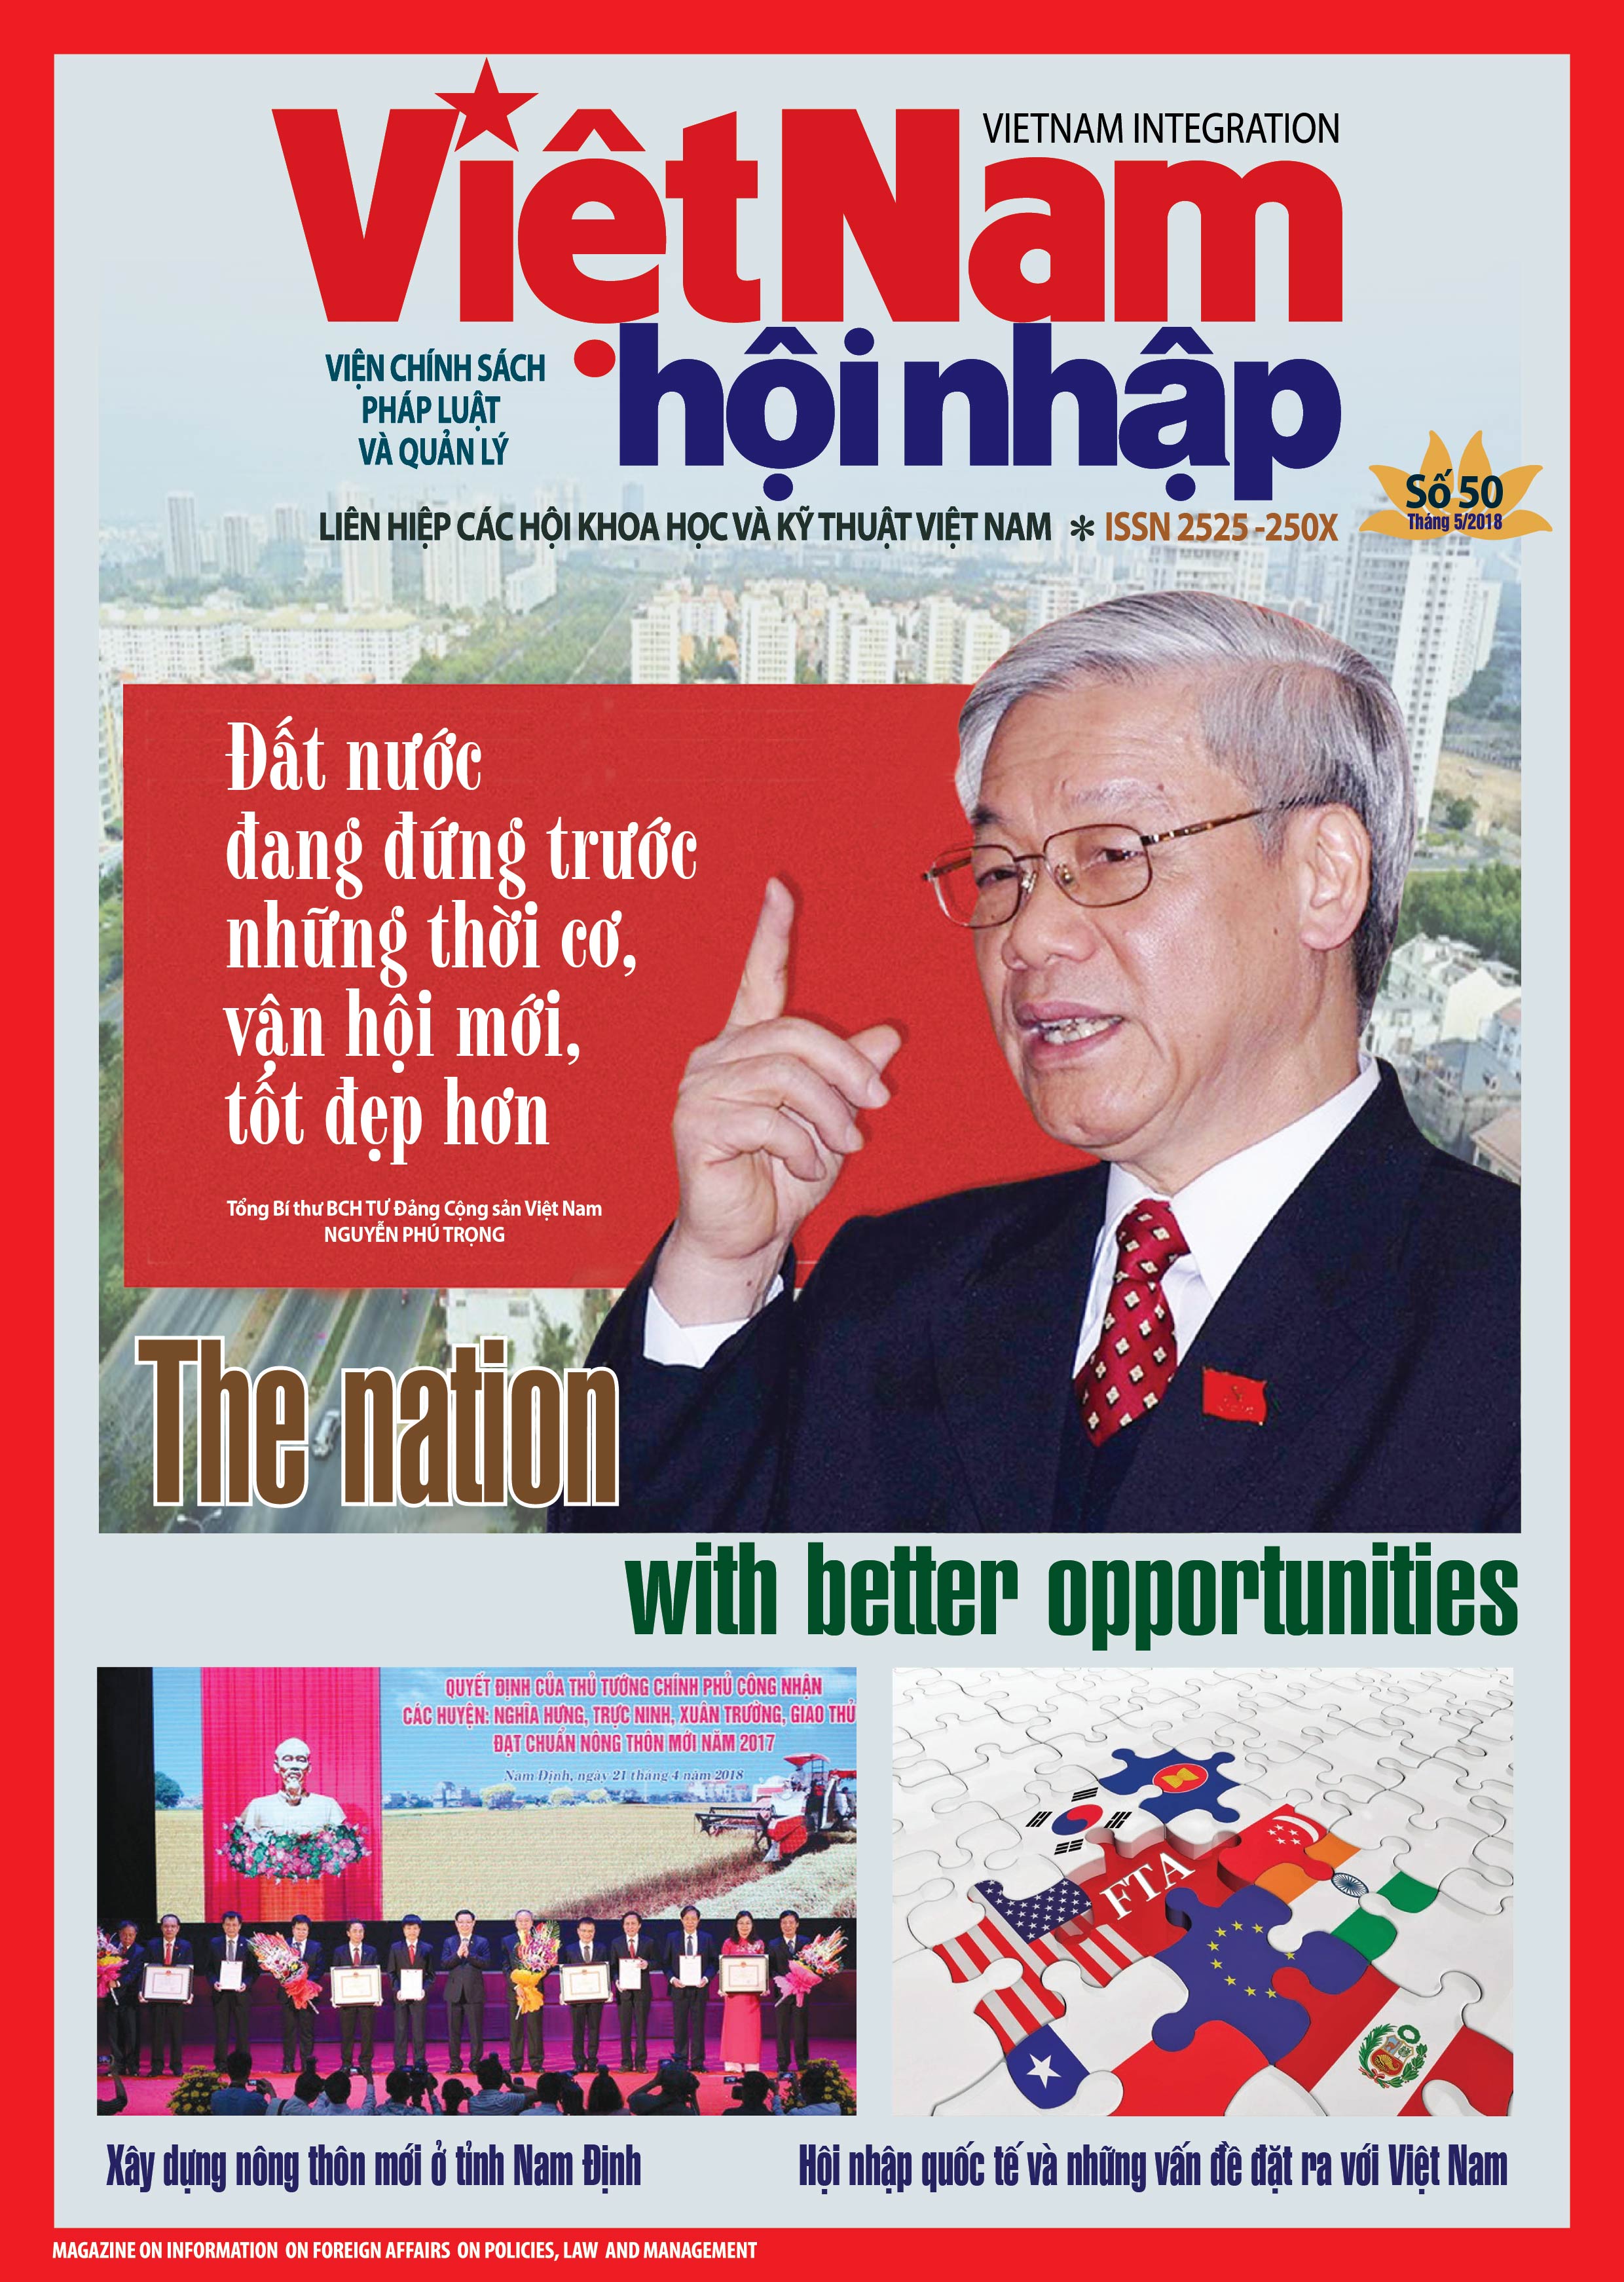 VIETNAM INTEGRATION
Việt Nam
hội nhập
VIỆN CHÍNH SÁCH
PHÁP LUẬT
VÀ QUẢN LÝ
LIÊN HIỆP CÁC HỘI KHOA HỌC VÀ KỸ THUẬT VIỆT NAM * ISSN 2525 -250X
Số 50
Tháng 5/2018
Đất nước
đang đứng trước
những thời cơ,
vận hội mới,
tốt đẹp hơn
Tổng Bí thư BCH TƯ Đảng Cộng sản Việt Nam
NGUYỄN PHÚ TRỌNG
The nation
with better opportunities
QUYẾT ĐỊNH CỦA THỦ TƯỚNG CHÍNH PHỦ CÔNG NHẬN
CÁC HUYỆN: NGHĨA HƯNG, TRỰC NINH, XUÂN TRƯỜNG, GIAO THỦ
ĐẠT CHUẨN NÔNG THÔN MỚI NĂM 2017
Nam Định, ngày 21 tháng 4 năm 2018
FTA
Xây dựng nông thôn mới ở tỉnh Nam Định
Hội nhập quốc tế và những vấn đề đặt ra với Việt Nam
MAGAZINE ON INFORMATION ON FOREIGN AFFAIRS ON POLICIES, LAW AND MANAGEMENT